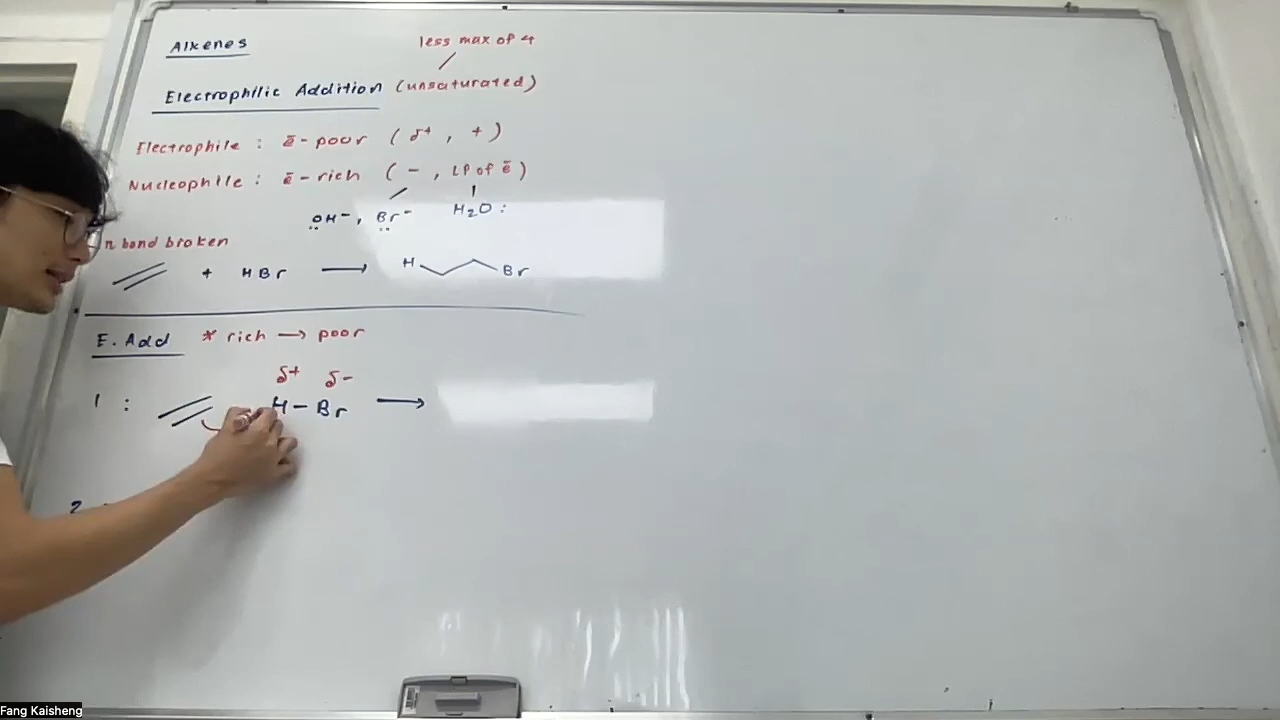 Alkenes
less max of 4
Electrophilic Addition (unsaturated)
Electrophile : ē-poor ( δ+ , + )
Nucleophile : ē-rich ( - , LP of ē )
OH⁻, Br⁻ H₂O :
bond broken
+ HBr → H Br
E. Add * rich → poor
δ+ δ-
1 : H-Br →
2
Fang Kaisheng